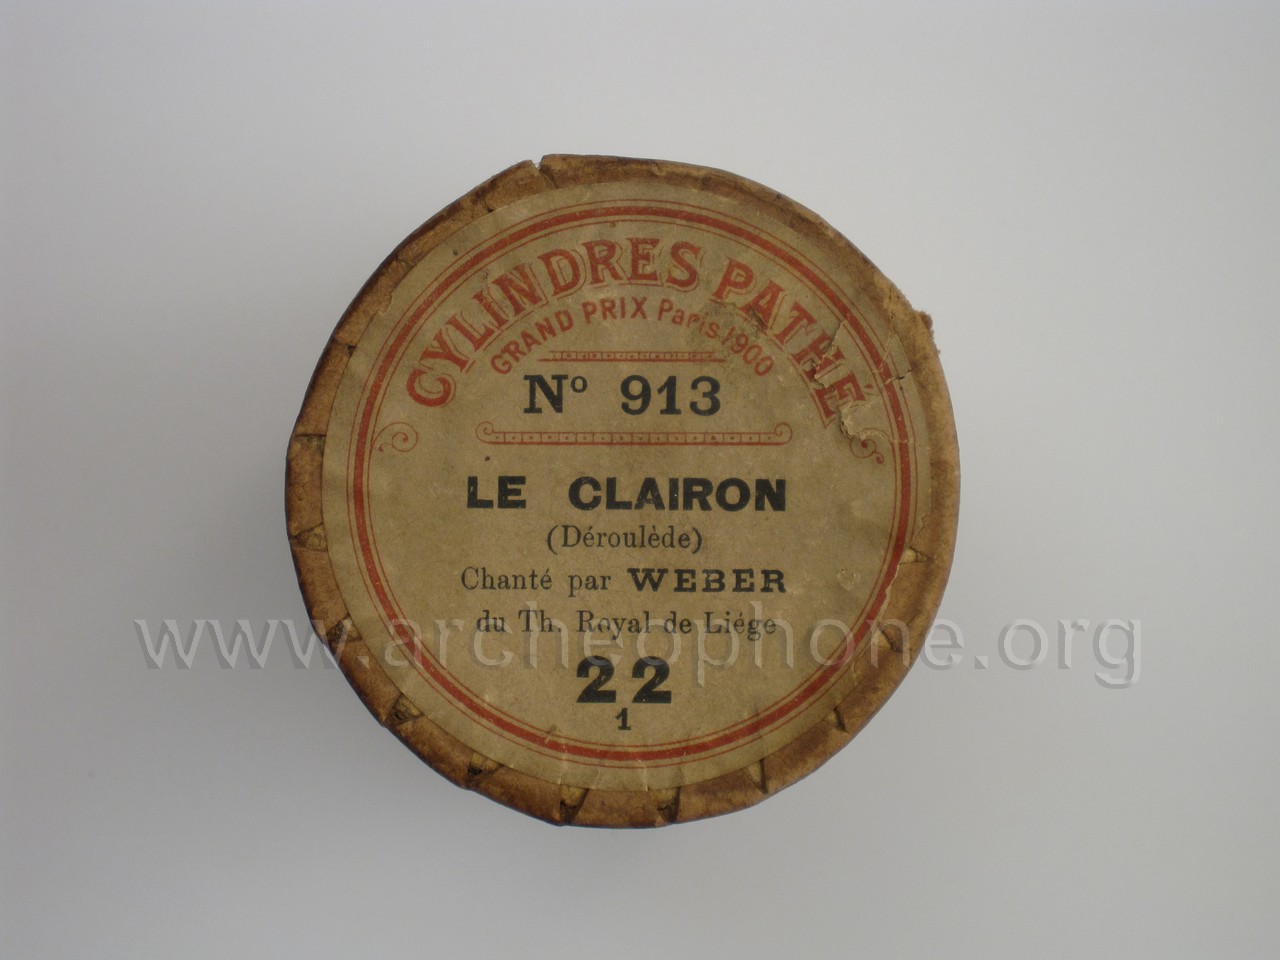 CYLINDRES PATHÉ
GRAND PRIX Paris 1900
Nº 913
LE CLAIRON
(Déroulède)
Chanté par WEBER
du Th. Royal de Liége
www.archeophone.org
22
1